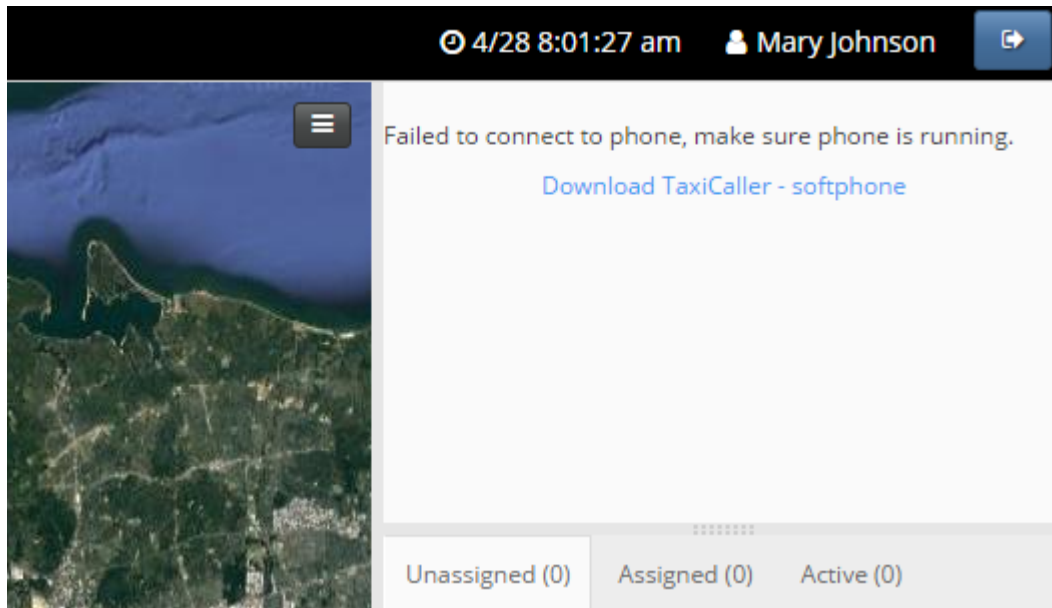 4/28 8:01:27 am Mary Johnson
Failed to connect to phone, make sure phone is running.
Download TaxiCaller - softphone
Unassigned (0) Assigned (0) Active (0)